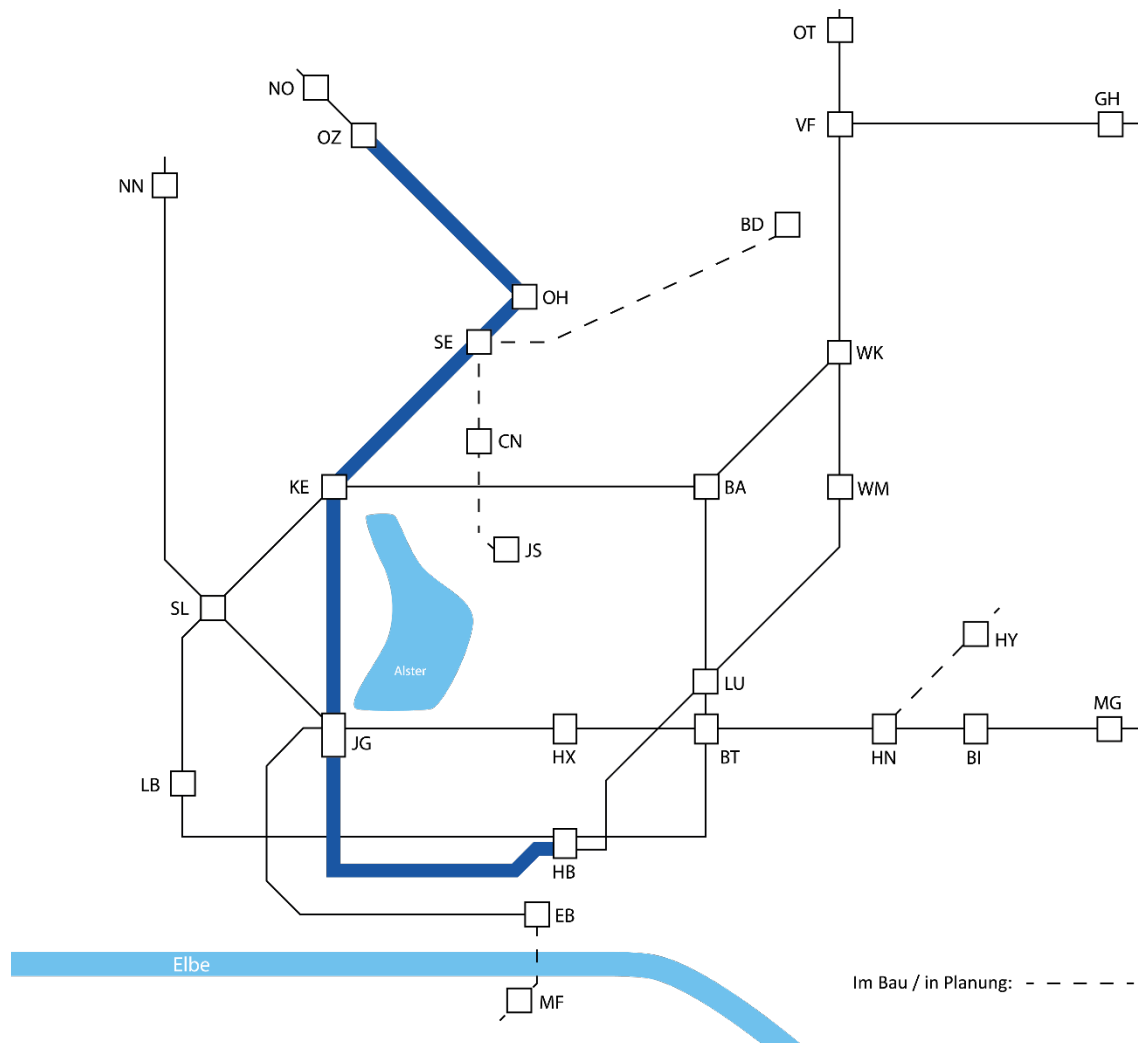 OT
NO
GH
VF
OZ
NN
BD
OH
SE
WK
CN
KE
BA
WM
JS
SL
HY
Alster
LU
MG
JG
HX
BT
HN
BI
LB
HB
EB
Elbe
Im Bau / in Planung:
MF